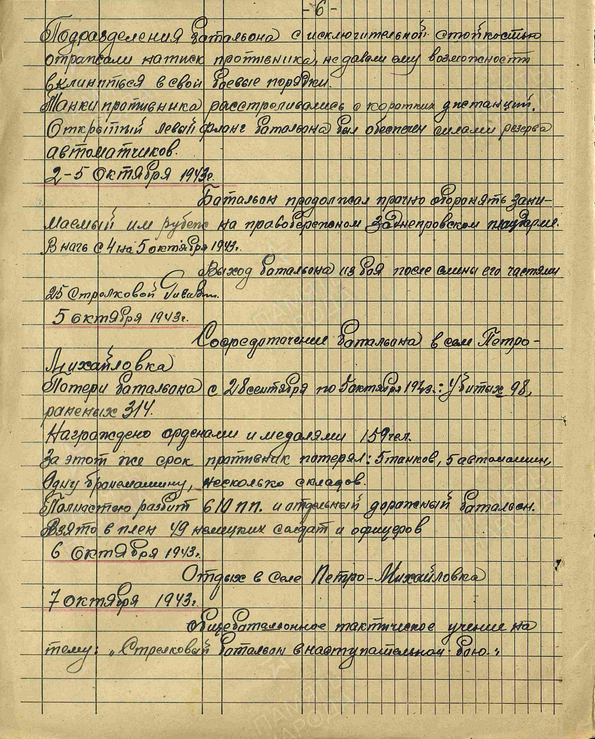 -6-
Подразделения батальона с исключительной стойкостью
отражали натиск противника, не давали ему возможности
вклиниться в свои боевые порядки.
Танки противника расстреливались с коротких дистанций.
Открытый левый фланг батальона был обеспечен силами резерва
автоматчиков.
2-5 октября 1943г.
Батальон продолжал прочно оборонять зани-
маемый им рубеж на правобережном заднепровском плацдарме.
В ночь с 4 на 5 октября 1943г.
Выход батальона из боя после смены его частями
25 Стрелковой
5 октября 1943г.
Сосредоточение батальона в селе Петро-
Михайловка
Потери батальона с 28 сентября по 5 октября 1943г.: Убитых 98,
раненых 314.
Награждено орденами и медалями 159 чел.
За этот же срок противник потерял: 5 танков, 5 автомашин,
Одну бронемашину, несколько складов.
Полностью разбит 610 пп. и отдельный дорожный батальон.
Взято в плен 49 немецких солдат и офицеров
6 октября 1943г.
Отдых в селе Петро-Михайловка
7 октября 1943г.
Общебатальонное тактическое учение на
тему: „Стрелковый батальон в наступательном бою."